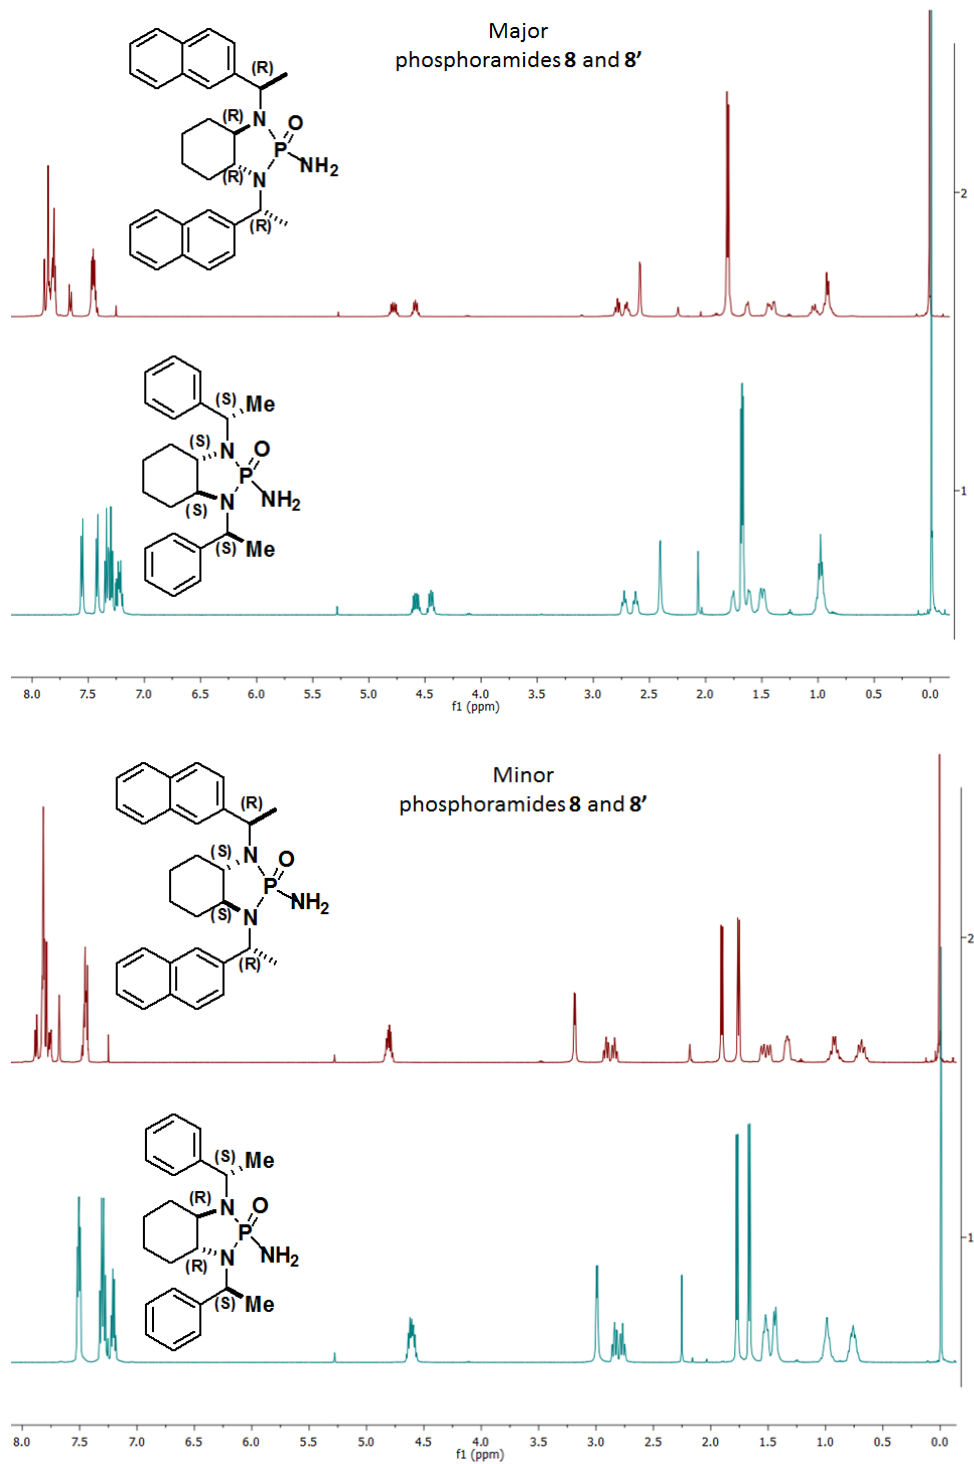 Major
phosphoramides 8 and 8’
(R)
(R)
N
O
P
NH2
(R)
N
(R)
2
(S)
Me
(S)
N
O
P
NH2
N
(S)
(S)
Me
1
8.0 7.5 7.0 6.5 6.0 5.5 5.0 4.5 4.0 3.5 3.0 2.5 2.0 1.5 1.0 0.5 0.0
f1 (ppm)
Minor
phosphoramides 8 and 8’
(R)
(S)
N
O
P
NH2
(S)
N
(R)
2
(S)
Me
(R)
N
O
P
NH2
(R)
N
(S)
Me
1
8.0 7.5 7.0 6.5 6.0 5.5 5.0 4.5 4.0 3.5 3.0 2.5 2.0 1.5 1.0 0.5 0.0
f1 (ppm)